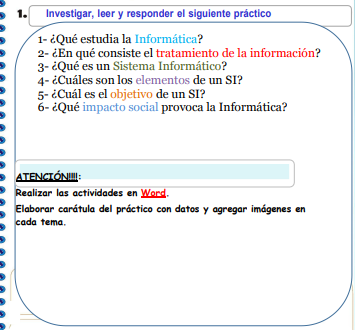 1. Investigar, leer y responder el siguiente práctico
1- ¿Qué estudia la Informática?
2- ¿En qué consiste el tratamiento de la información?
3- ¿Qué es un Sistema Informático?
4- ¿Cuáles son los elementos de un SI?
5- ¿Cuál es el objetivo de un SI?
6- ¿Qué impacto social provoca la Informática?
ATENCIÓN!!!!:
Realizar las actividades en Word.
Elaborar carátula del práctico con datos y agregar imágenes en
cada tema.